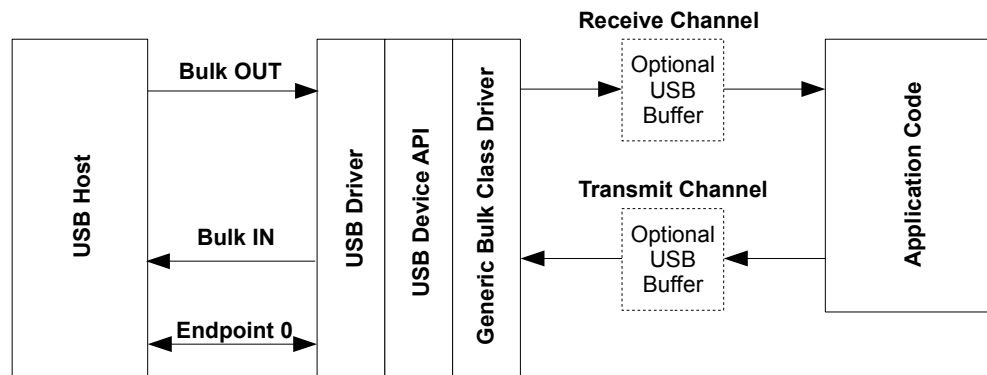 Receive Channel
Bulk OUT
Optional
USB
Buffer
USB Host
USB Driver
USB Device API
Generic Bulk Class Driver
Application Code
Transmit Channel
Bulk IN
Optional
USB
Buffer
Endpoint 0